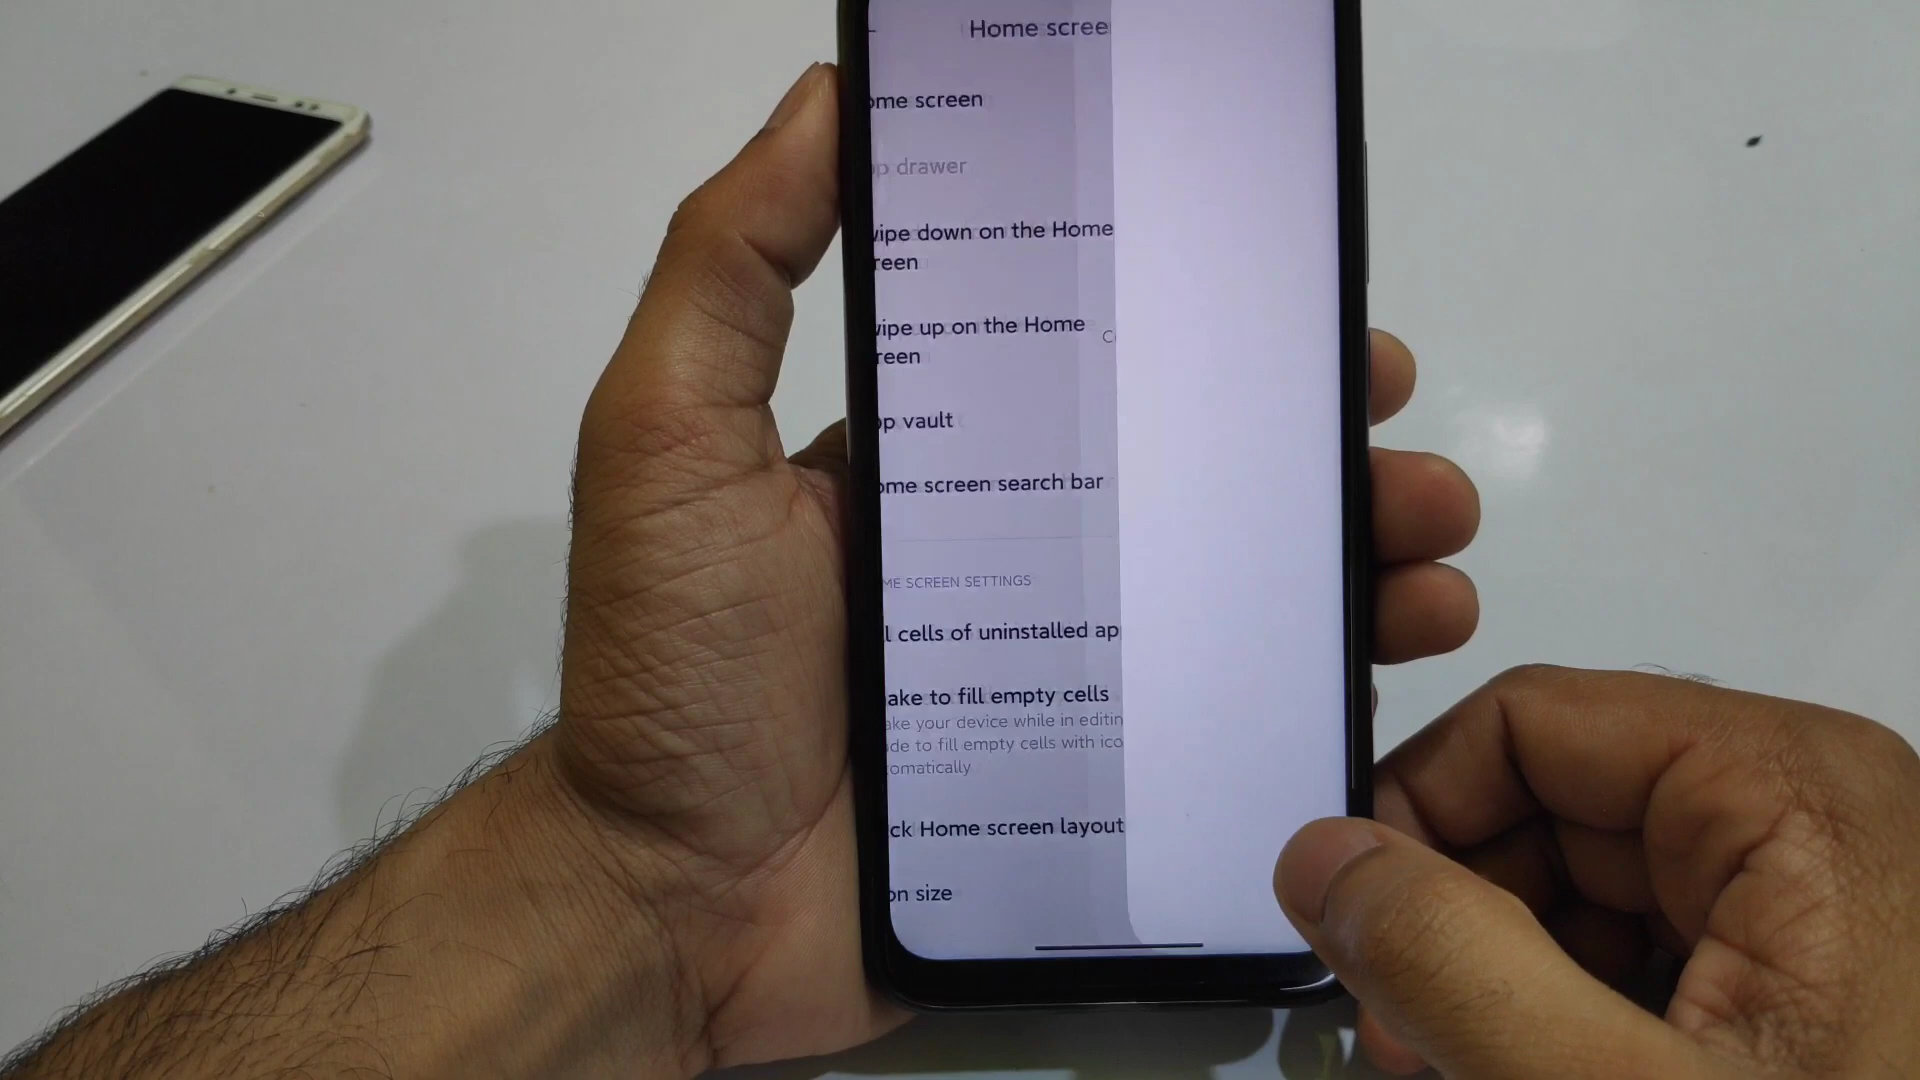 Home scree
ome screen
p drawer
vipe down on the Home
reen
vipe up on the Home
C
reen
p vault
ome screen search bar
ME SCREEN SETTINGS
l cells of uninstalled ap
ake to fill empty cells
ake your device while in editin
de to fill empty cells with ico
omatically
ck Home screen layout
on size